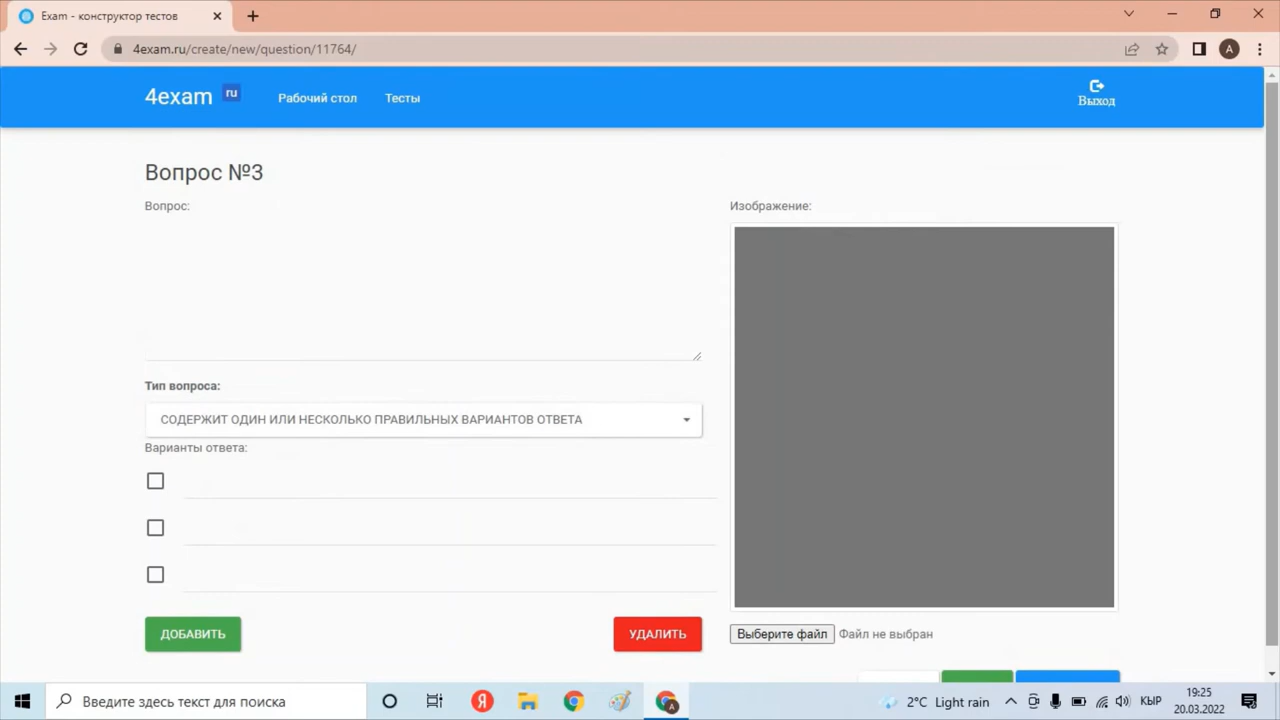 Exam - конструктор тестов
4exam.ru/create/new/question/11764/
A
4exam ru
Рабочий стол
Тесты
Выход
Вопрос №3
Вопрос:
Изображение:
Тип вопроса:
СОДЕРЖИТ ОДИН ИЛИ НЕСКОЛЬКО ПРАВИЛЬНЫХ ВАРИАНТОВ ОТВЕТА
Варианты ответа:
ДОБАВИТЬ
УДАЛИТЬ
Выберите файл Файл не выбран
Введите здесь текст для поиска
Я
A
2°C Light rain
КЫР
19:25
20.03.2022